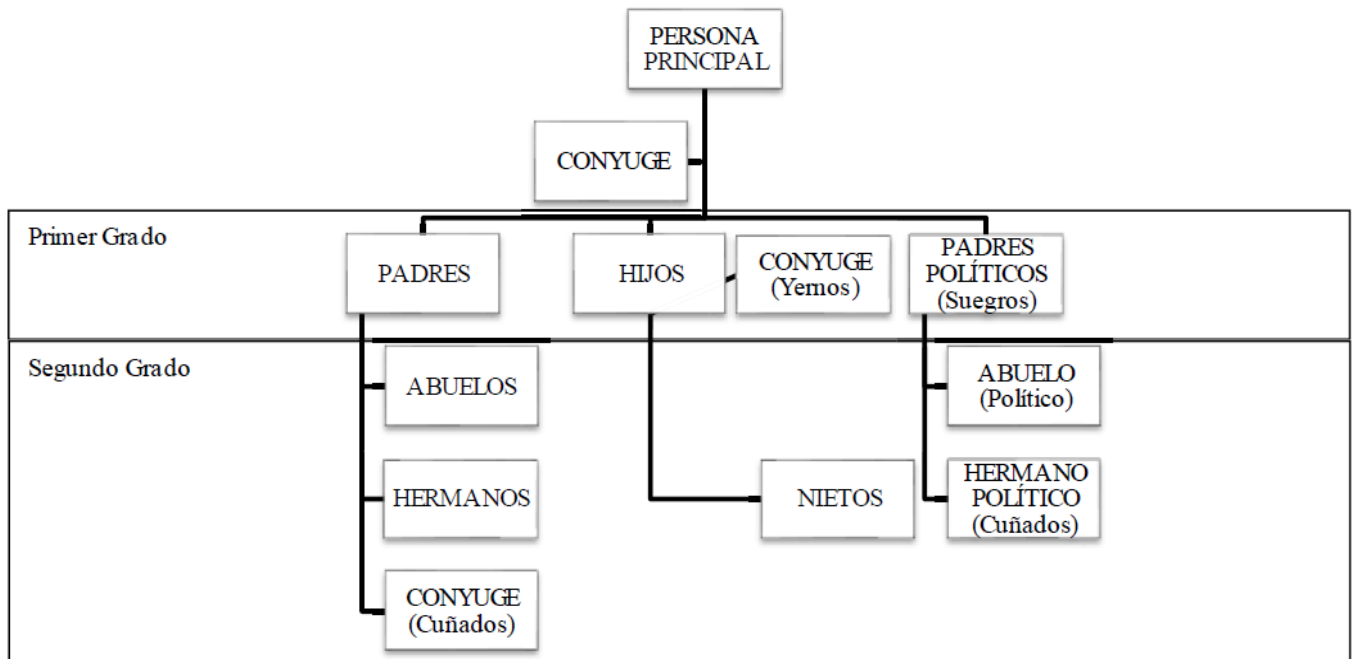 PERSONA
PRINCIPAL
CONYUGE
Primer Grado
PADRES
HIJOS
CONYUGE
(Yernos)
PADRES
POLÍTICOS
(Suegros)
Segundo Grado
ABUELOS
ABUELO
(Político)
HERMANOS
NIETOS
HERMANO
POLÍTICO
(Cuñados)
CONYUGE
(Cuñados)